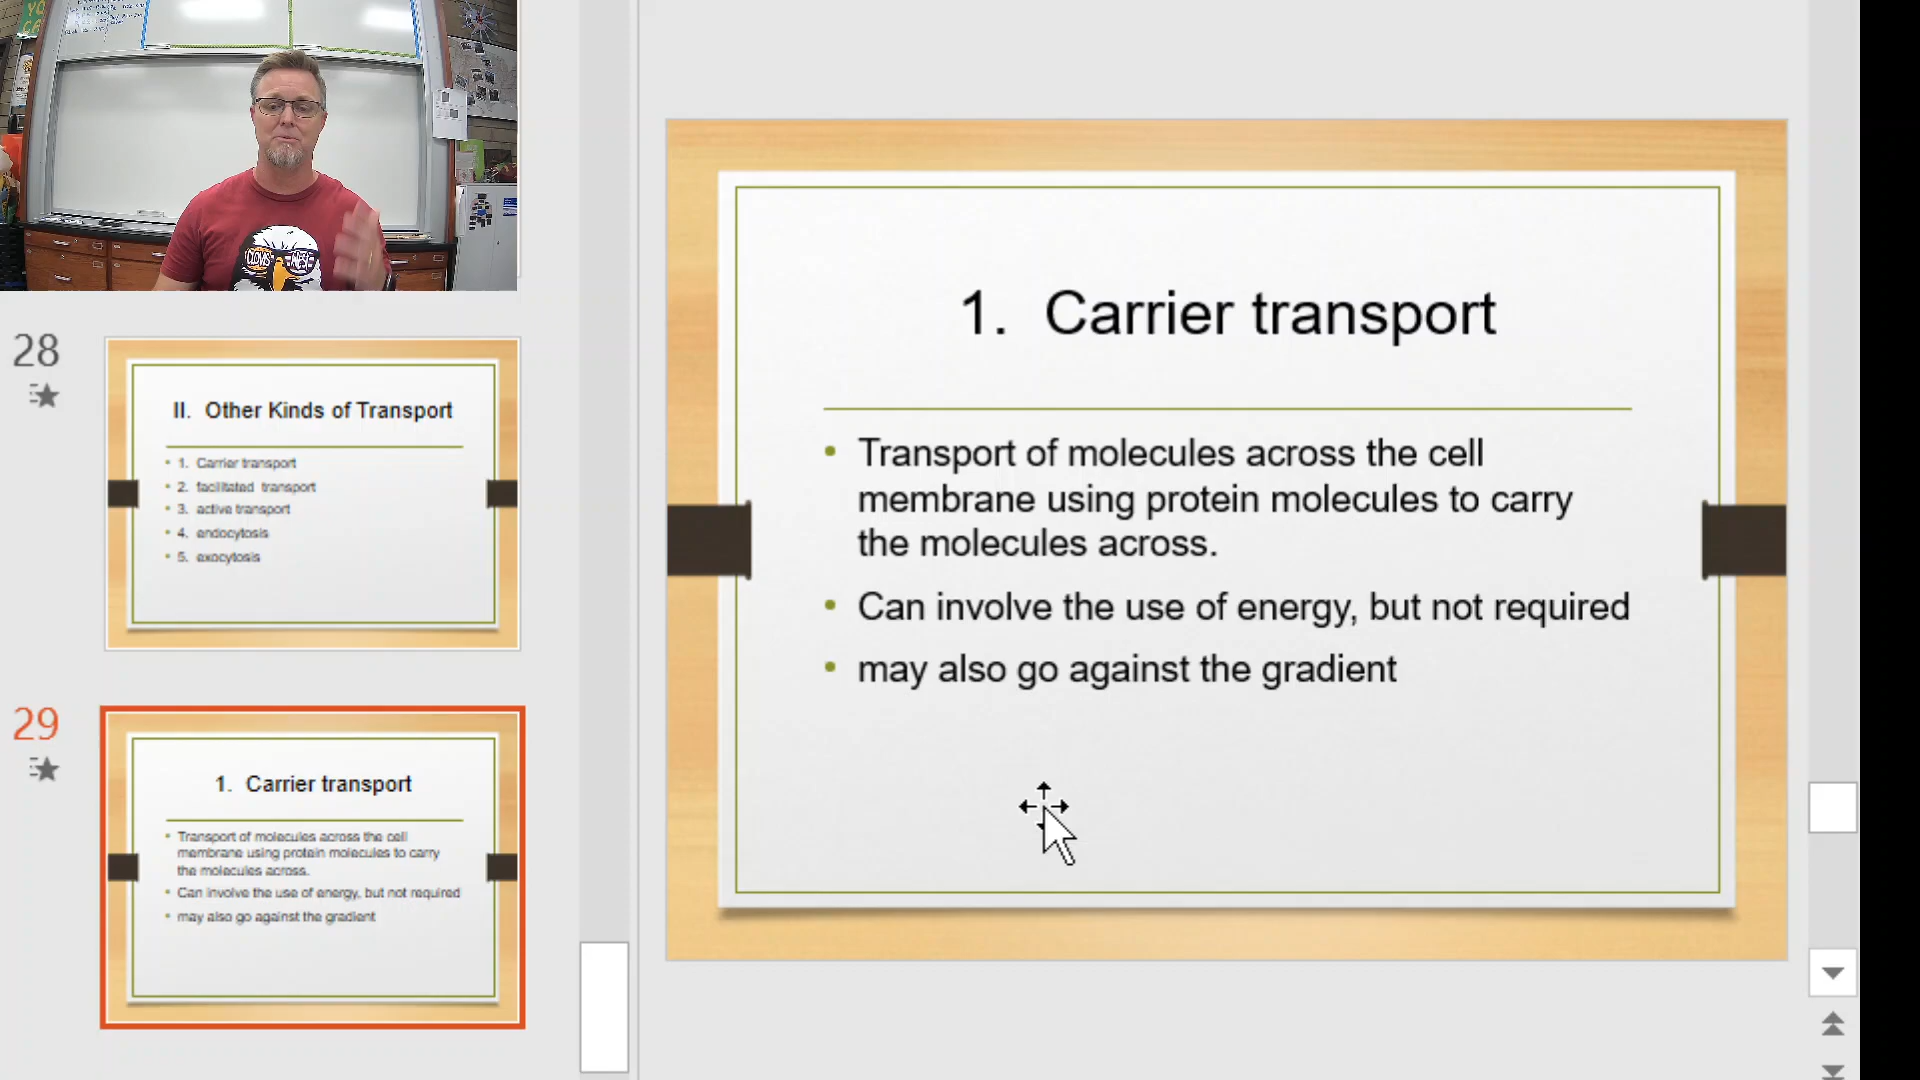 YO
CA
CLOVIS
WEST
28
II. Other Kinds of Transport
• 1. Carrier transport
• 2. facilitated transport
• 3. active transport
• 4. endocytosis
• 5. exocytosis
29
1. Carrier transport
• Transport of molecules across the cell
membrane using protein molecules to carry
the molecules across.
• Can involve the use of energy, but not required
• may also go against the gradient
1. Carrier transport
• Transport of molecules across the cell
membrane using protein molecules to carry
the molecules across.
• Can involve the use of energy, but not required
• may also go against the gradient